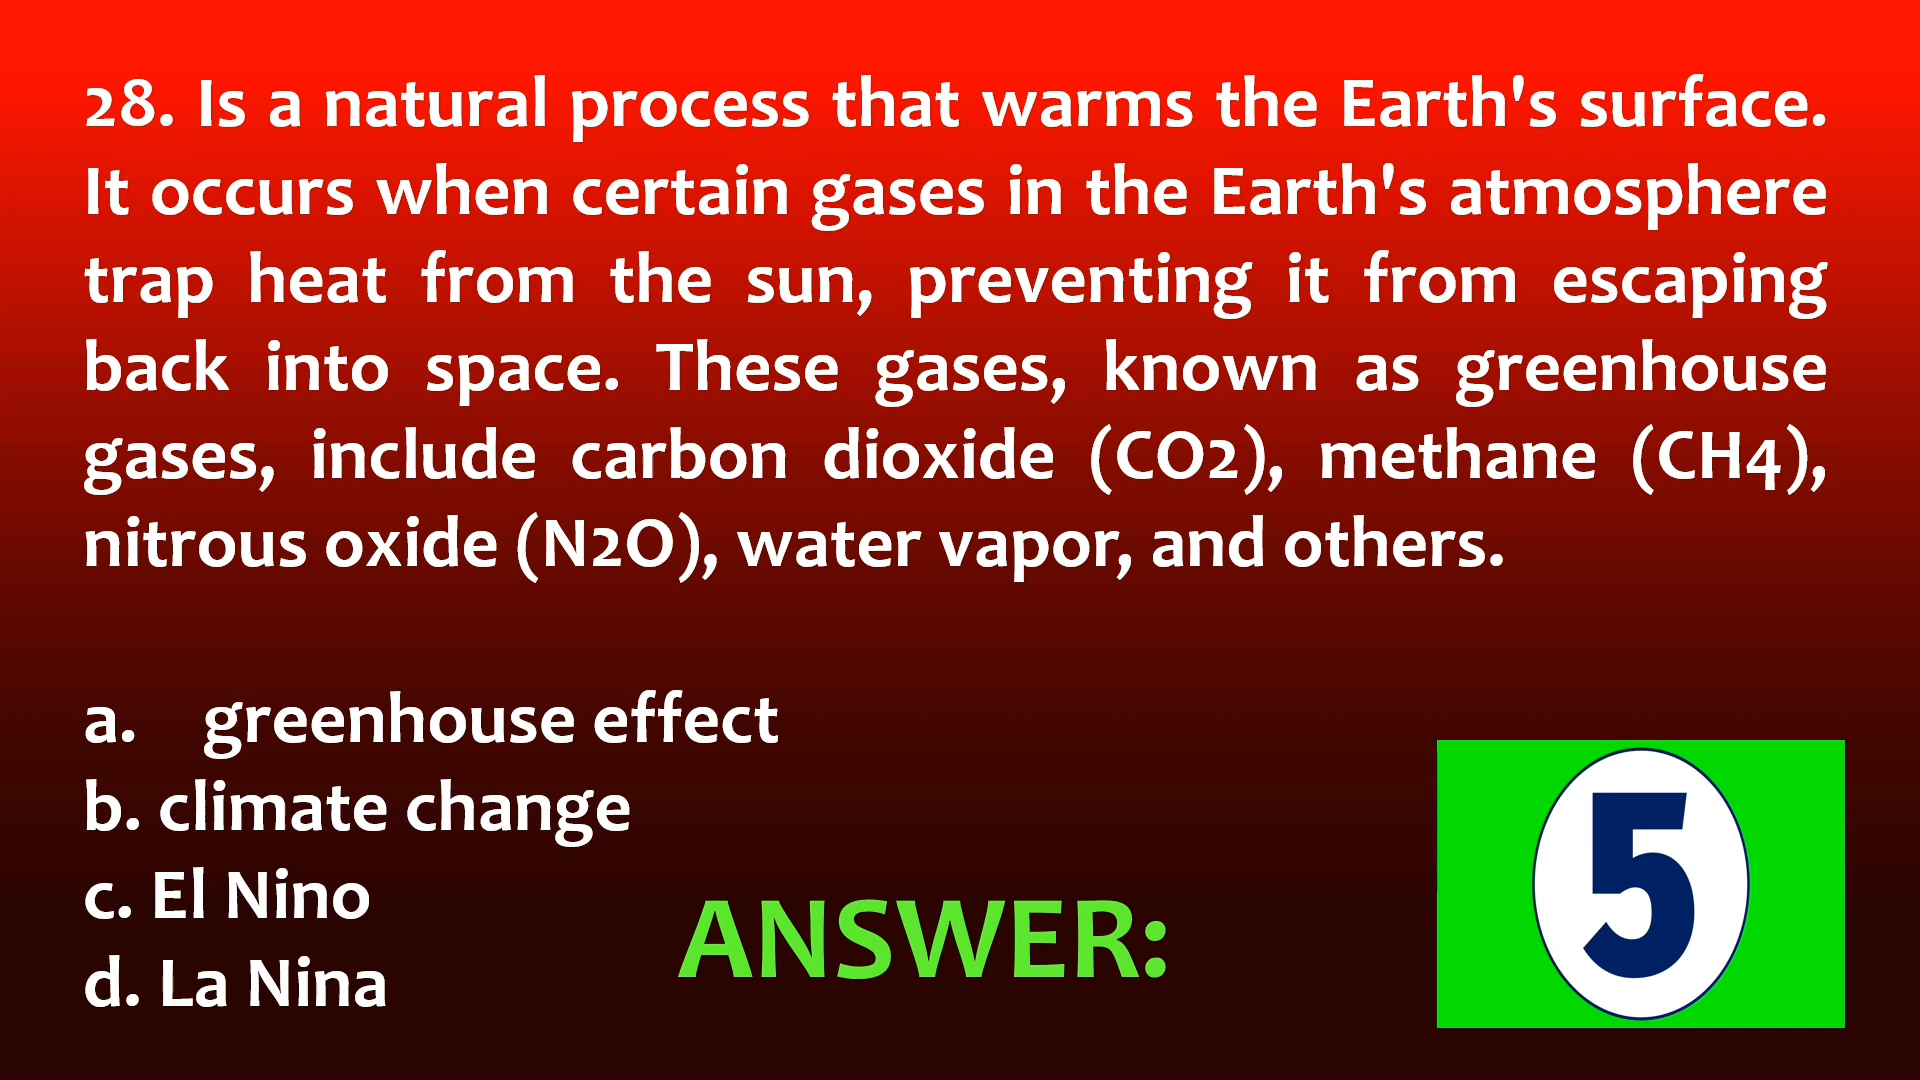 28. Is a natural process that warms the Earth's surface.
It occurs when certain gases in the Earth's atmosphere
trap heat from the sun, preventing it from escaping
back into space. These gases, known as greenhouse
gases, include carbon dioxide (CO2), methane (CH4),
nitrous oxide (N2O), water vapor, and others.
a. greenhouse effect
b. climate change
c. El Nino
d. La Nina
ANSWER:
5